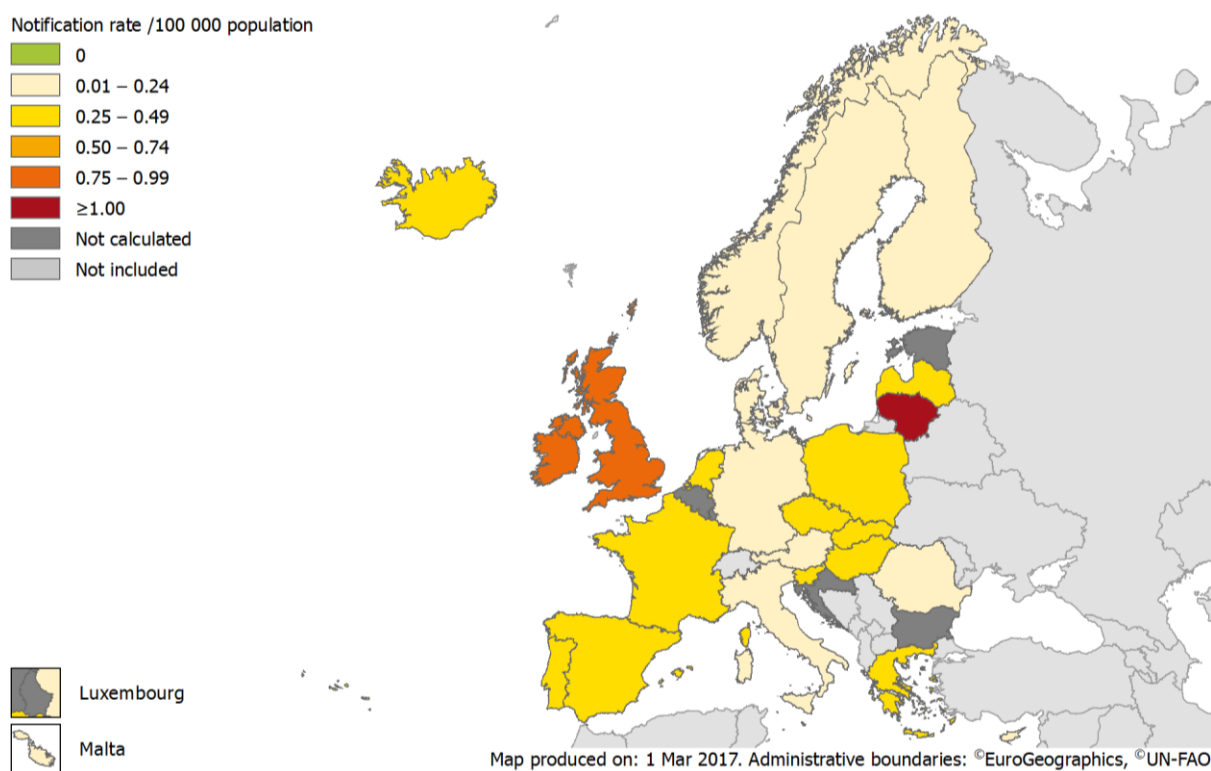 Notification rate /100 000 population
0
0.01 – 0.24
0.25 – 0.49
0.50 – 0.74
0.75 – 0.99
≥1.00
Not calculated
Not included
Luxembourg
Malta
Map produced on: 1 Mar 2017. Administrative boundaries: ©EuroGeographics, ©UN-FAO